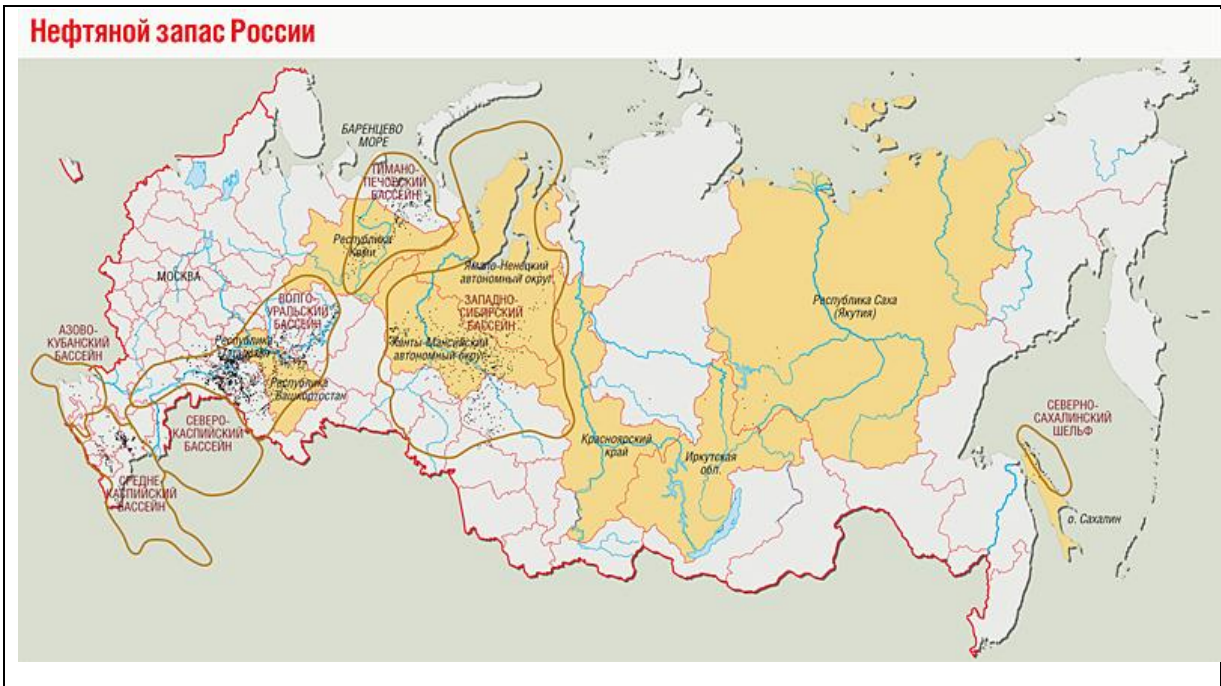 Нефтяной запас России
БАРЕНЦЕВО
МОРЕ
ТИМАНО-
ПЕЧОРСКИЙ
БАССЕЙН
Республика
Коми
МОСКВА
Ямало-Ненецкий
автономный округ
ВОЛГО-
УРАЛЬСКИЙ
БАССЕЙН
ЗАПАДНО-
СИБИРСКИЙ
БАССЕЙН
Республика Саха
(Якутия)
АЗОВО-
КУБАНСКИЙ
БАССЕЙН
Республика
Ханты-Мансийский
автономный округ
Республика
Башкортостан
СЕВЕРО-
КАСПИЙСКИЙ
БАССЕЙН
СЕВЕРНО-
САХАЛИНСКИЙ
ШЕЛЬФ
Красноярский
край
Иркутская
обл.
СРЕДНЕ-
КАСПИЙСКИЙ
БАССЕЙН
о. Сахалин